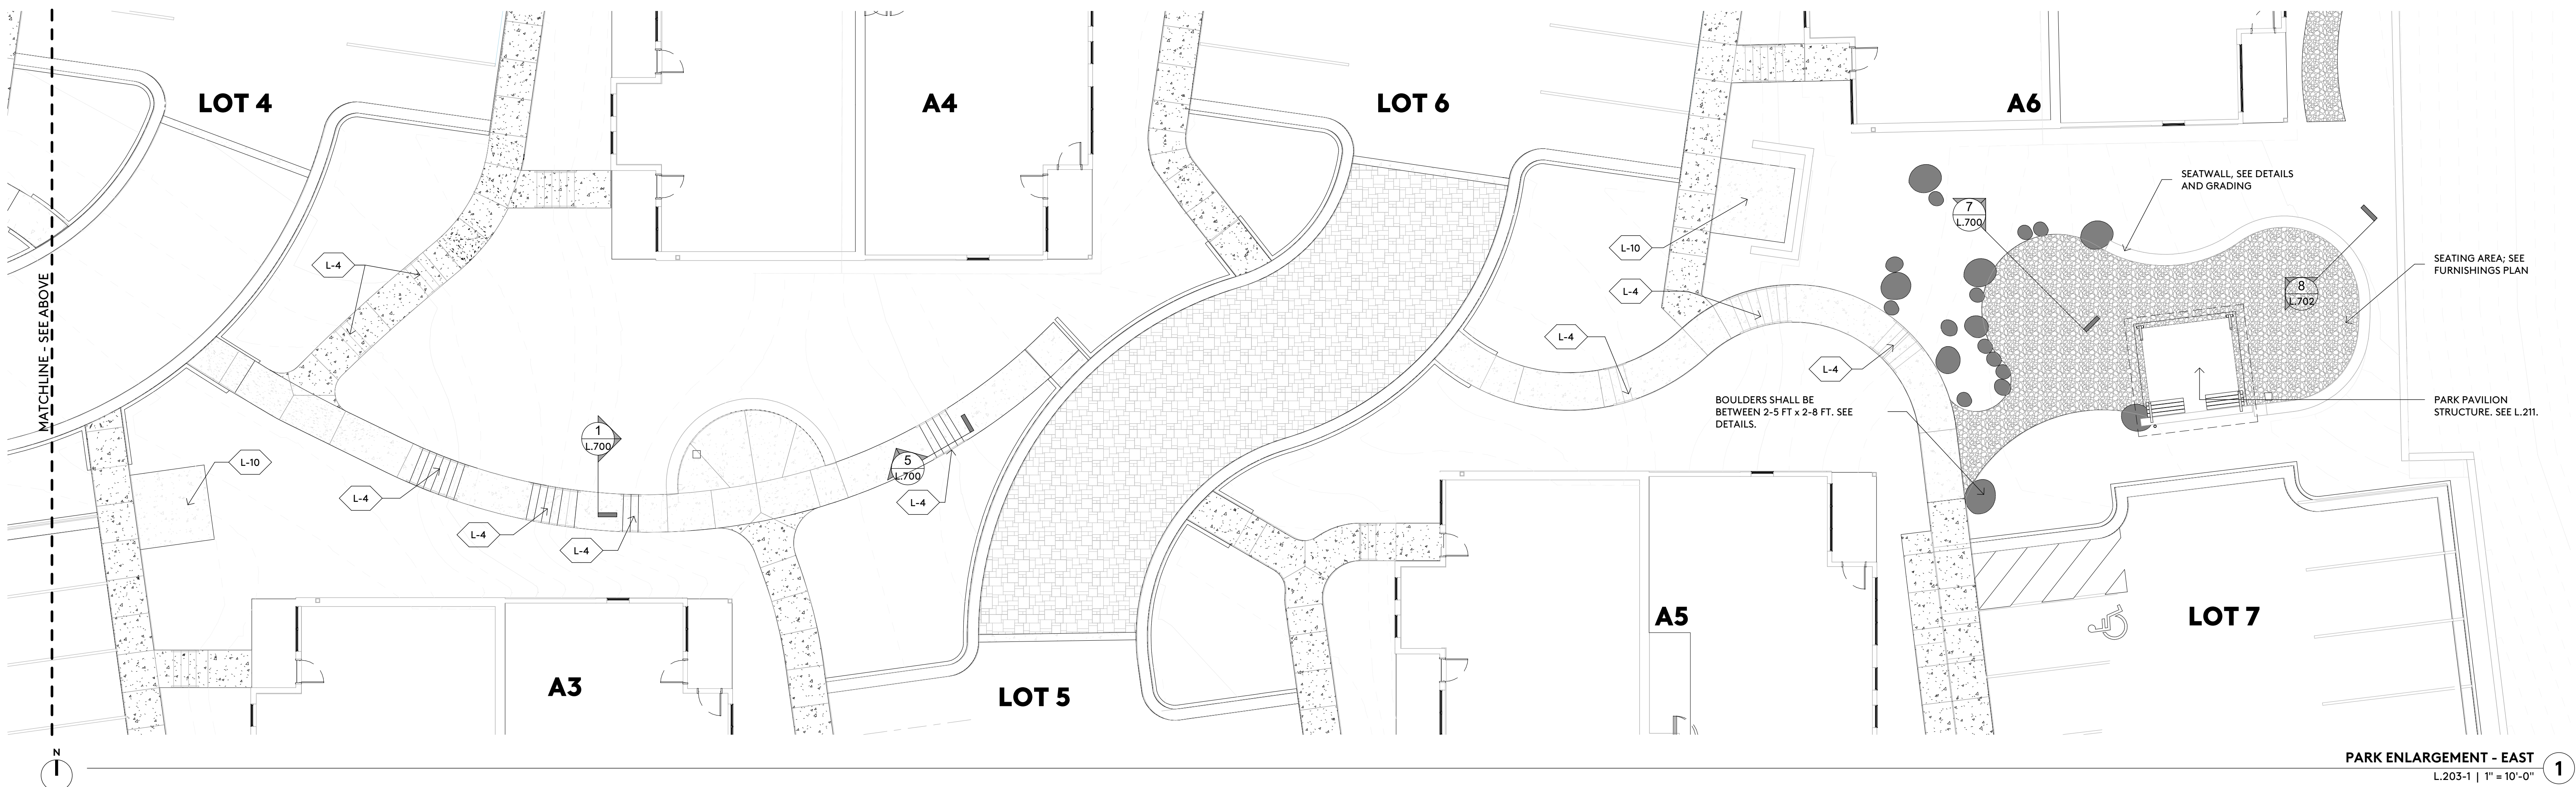 LOT 4
A4
LOT 6
A6
SEATWALL, SEE DETAILS
AND GRADING
7
L.700
L-10
L-4
SEATING AREA; SEE
FURNISHINGS PLAN
8
L.702
L-4
L-4
L-4
MATCHLINE - SEE ABOVE
BOULDERS SHALL BE
BETWEEN 2-5 FT x 2-8 FT. SEE
DETAILS.
PARK PAVILION
STRUCTURE. SEE L.211.
1
L.700
5
L.700
L-10
L-4
L-4
L-4
L-4
A3
LOT 5
A5
LOT 7
N
PARK ENLARGEMENT - EAST
L.203-1 | 1" = 10'-0"
1